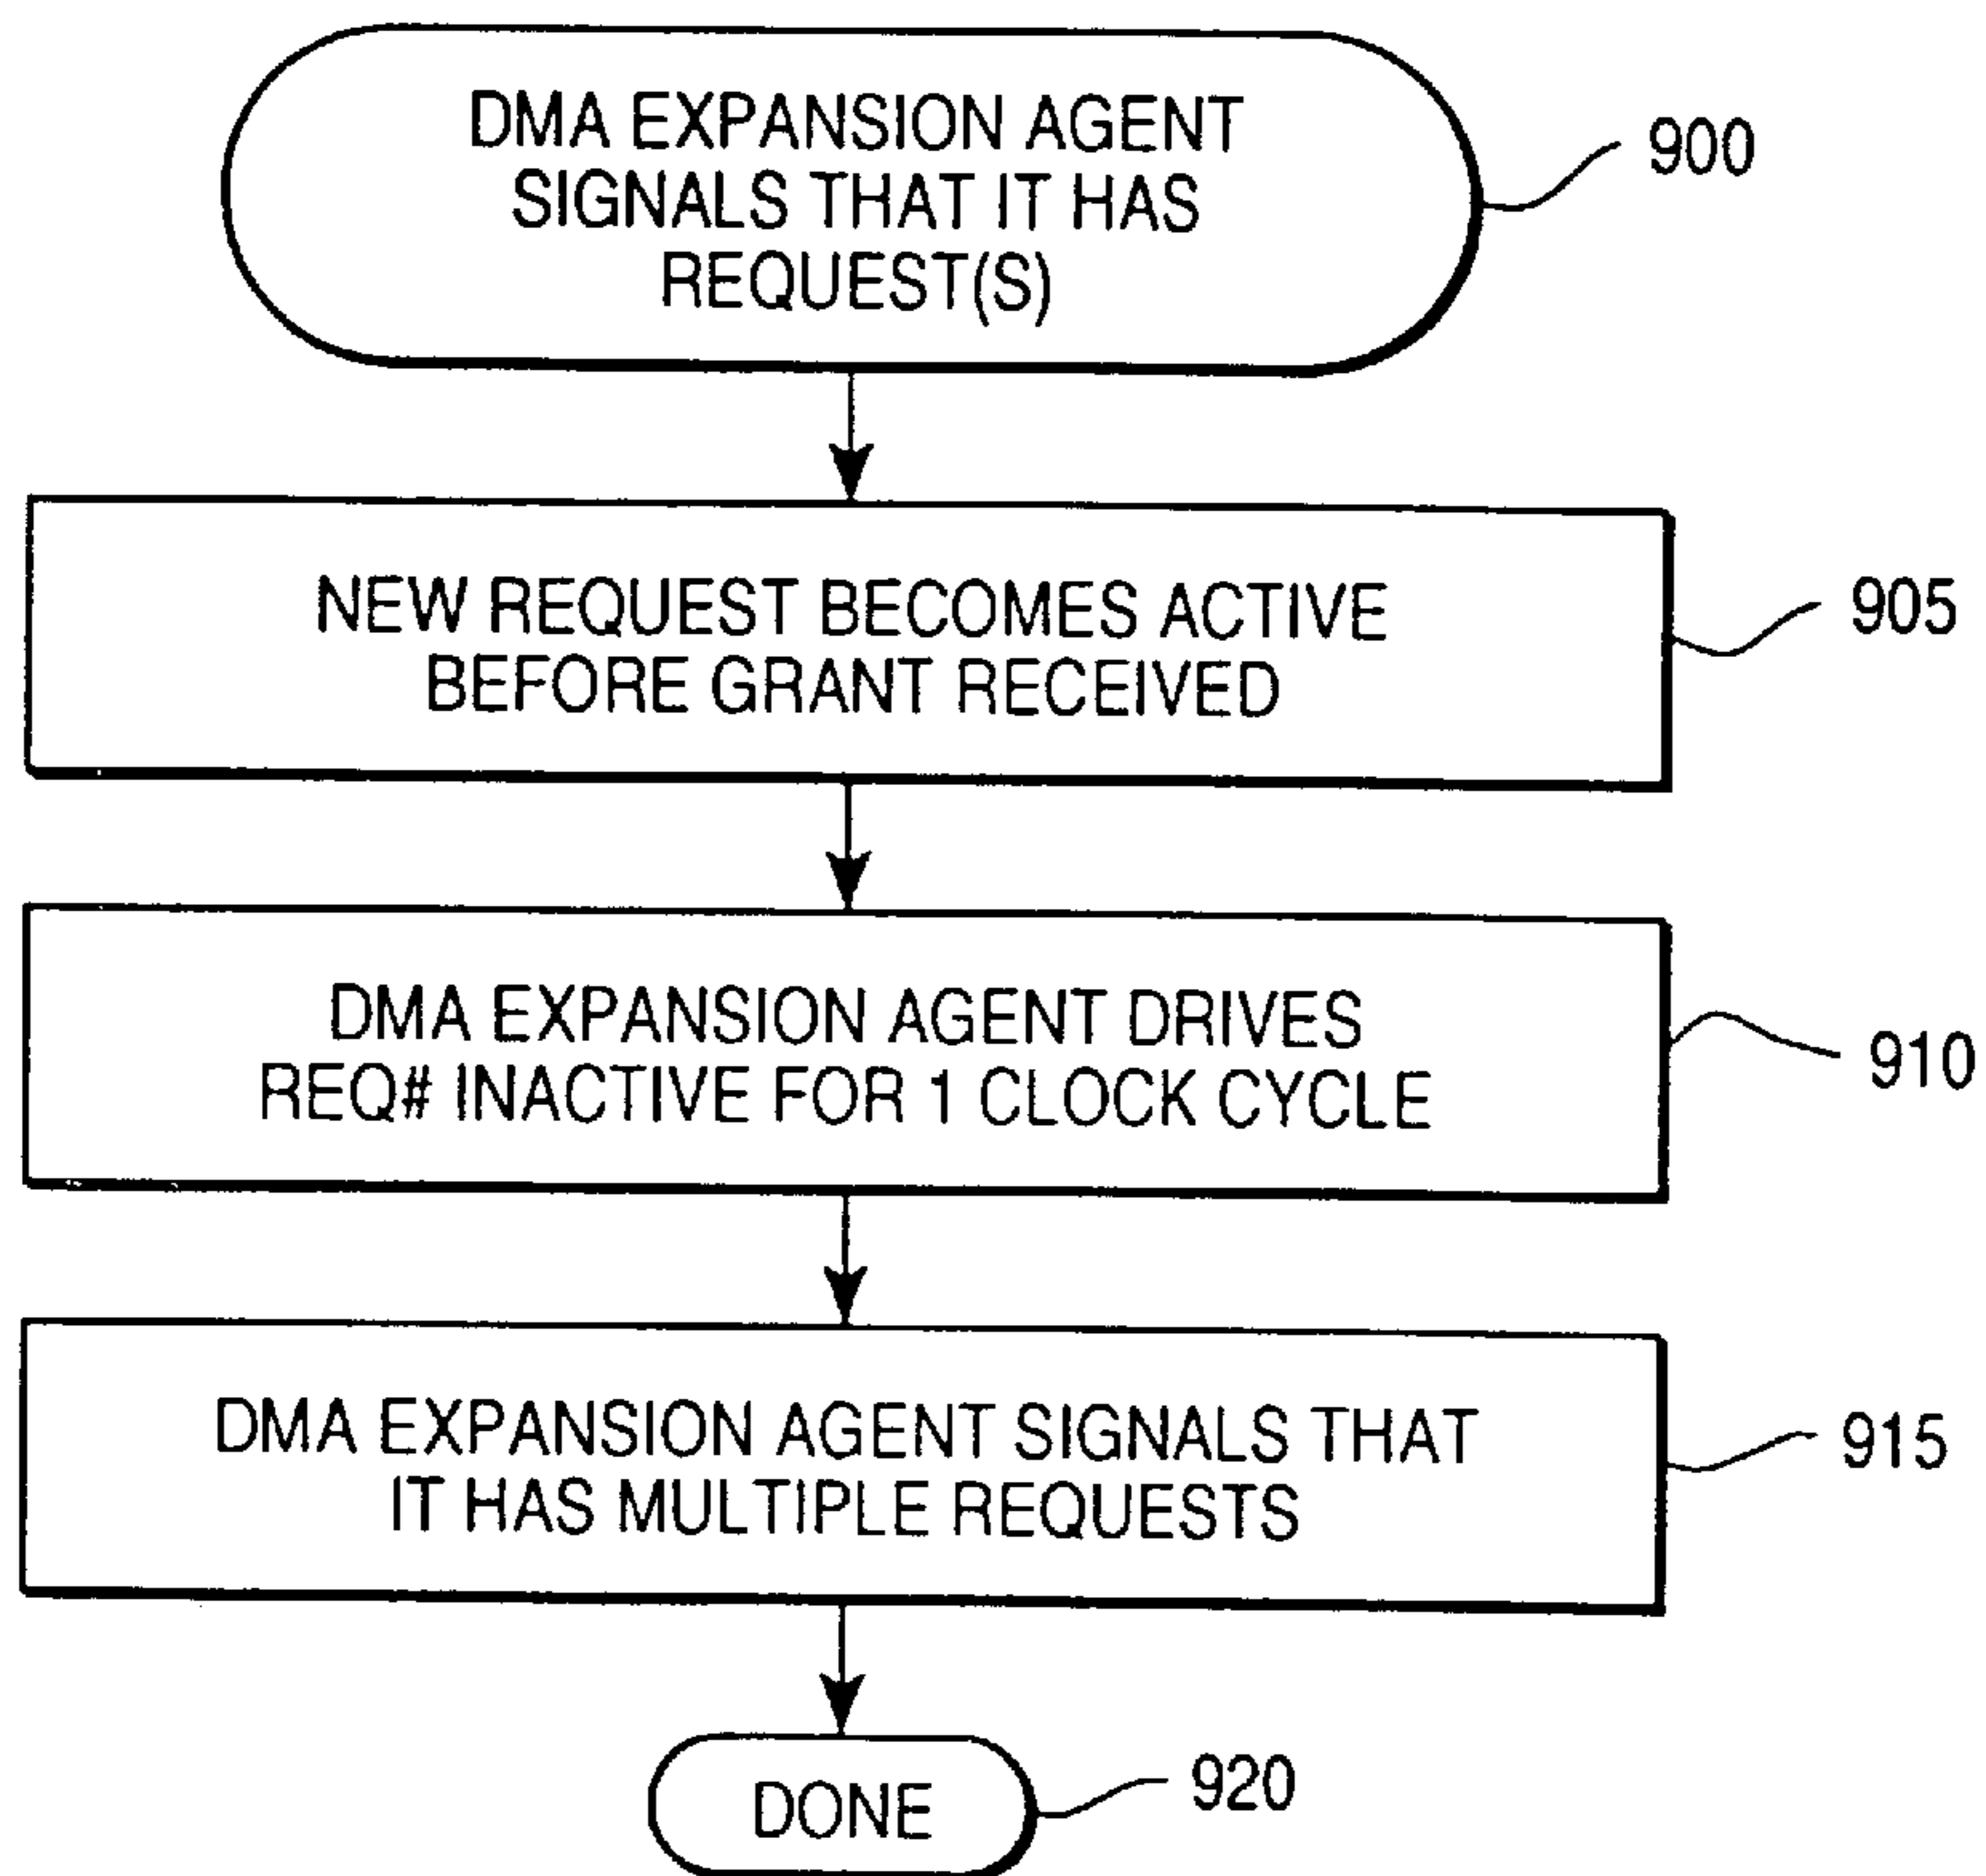 DMA EXPANSION AGENT
SIGNALS THAT IT HAS
REQUEST(S)
900
NEW REQUEST BECOMES ACTIVE
BEFORE GRANT RECEIVED
905
DMA EXPANSION AGENT DRIVES
REQ# INACTIVE FOR 1 CLOCK CYCLE
910
DMA EXPANSION AGENT SIGNALS THAT
IT HAS MULTIPLE REQUESTS
915
DONE
920